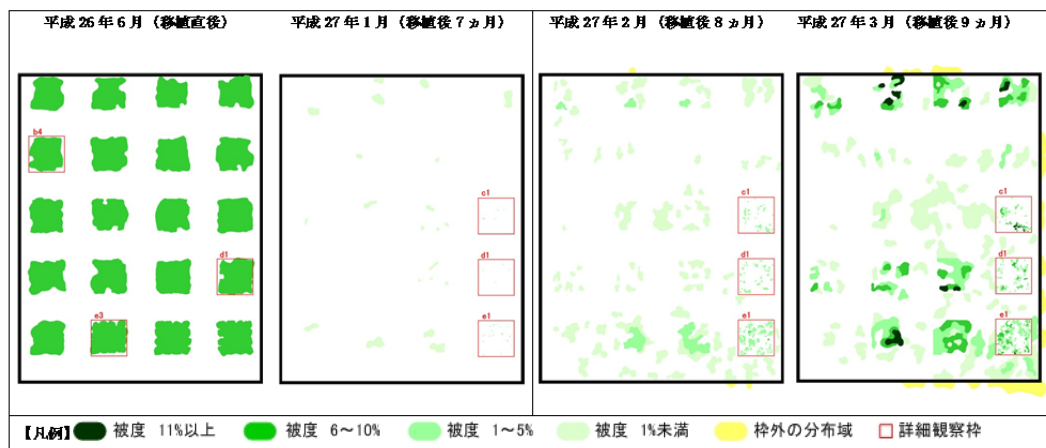 平成 26 年 6 月（移植直後）
平成 27 年 1 月（移植後 7 ヵ月）
平成 27 年 2 月（移植後 8 ヵ月）
平成 27 年 3 月（移植後 9 ヵ月）
b4
d1
e3
c1
d1
e1
c1
d1
e1
c1
d1
e1
【凡例】 被度 11%以上 被度 6～10% 被度 1～5% 被度 1%未満 枠外の分布域 詳細観察枠